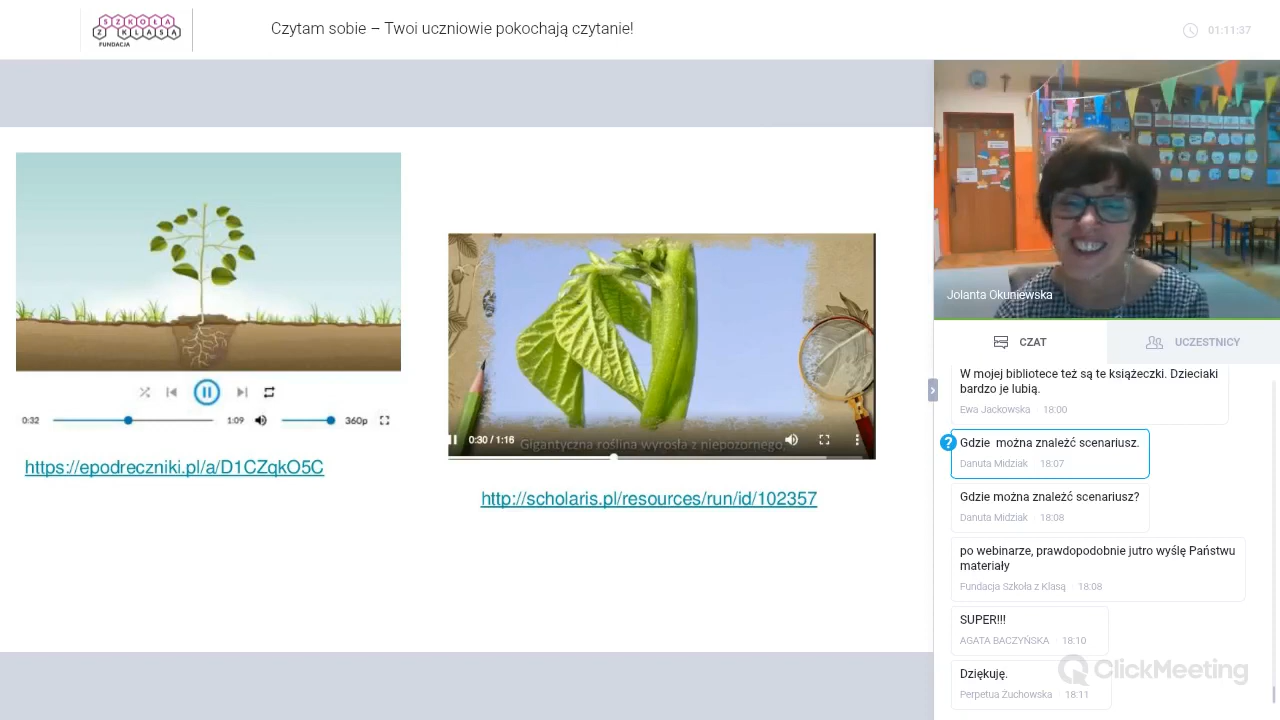 SZKOŁA
Z KLASĄ
FUNDACJA
Czytam sobie – Twoi uczniowie pokochają czytanie!
01:11:37
0:32
1:09
360p
https://epodreczniki.pl/a/D1CZqkO5C
0:30 / 1:16
Gigantyczna roślina wyrosła z niepozornego,
http://scholaris.pl/resources/run/id/102357
Jolanta Okuniewska
CZAT
UCZESTNICY
W mojej bibliotece też są te książeczki. Dzieciaki
bardzo je lubią.
Ewa Jackowska 18:00
?
Gdzie można znaleźć scenariusz.
Danuta Midziak 18:07
Gdzie można znaleźć scenariusz?
Danuta Midziak 18:08
po webinarze, prawdopodobnie jutro wyślę Państwu
materiały
Fundacja Szkoła z Klasą 18:08
SUPER!!!
AGATA BACZYŃSKA 18:10
Dziękuję.
Perpetua Żuchowska 18:11
ClickMeeting